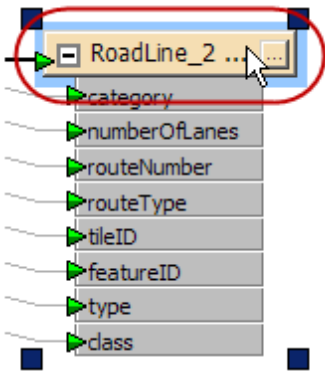 RoadLine_2 ... ...
category
numberOfLanes
routeNumber
routeType
tileID
featureID
type
class